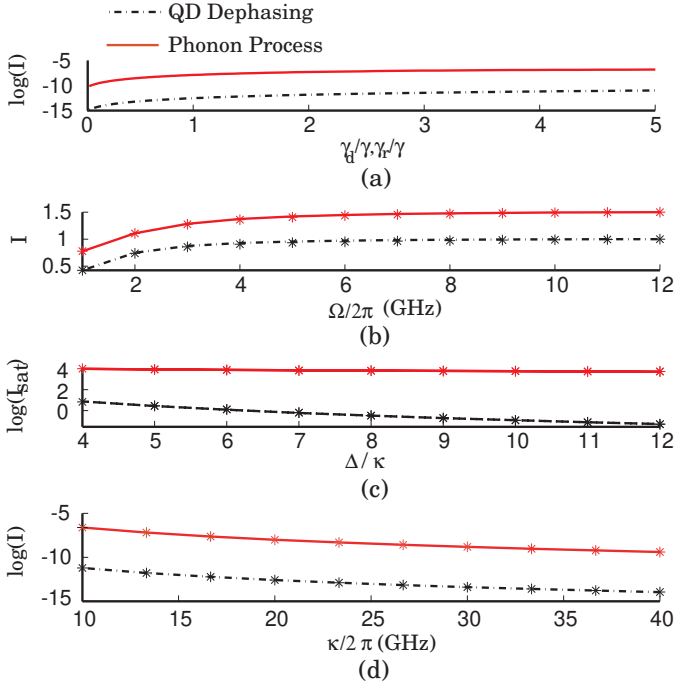 QD Dephasing
Phonon Process
log(I)
-5
-10
-15
0 1 2 3 4 5
γd/γ,γr/γ
(a)
I
1.5
1
0.5
2 4 6 8 10 12
Ω/2π (GHz)
(b)
log(Isat)
4
2
0
4 5 6 7 8 9 10 11 12
Δ/κ
(c)
log(I)
-5
-10
-15
10 15 20 25 30 35 40
κ/2 π (GHz)
(d)